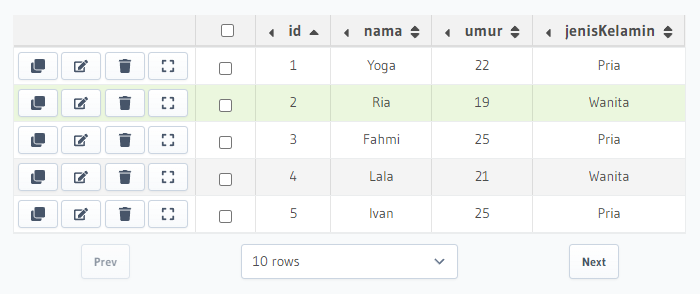 id nama umur jenisKelamin
1 Yoga 22 Pria
2 Ria 19 Wanita
3 Fahmi 25 Pria
4 Lala 21 Wanita
5 Ivan 25 Pria
Prev 10 rows Next